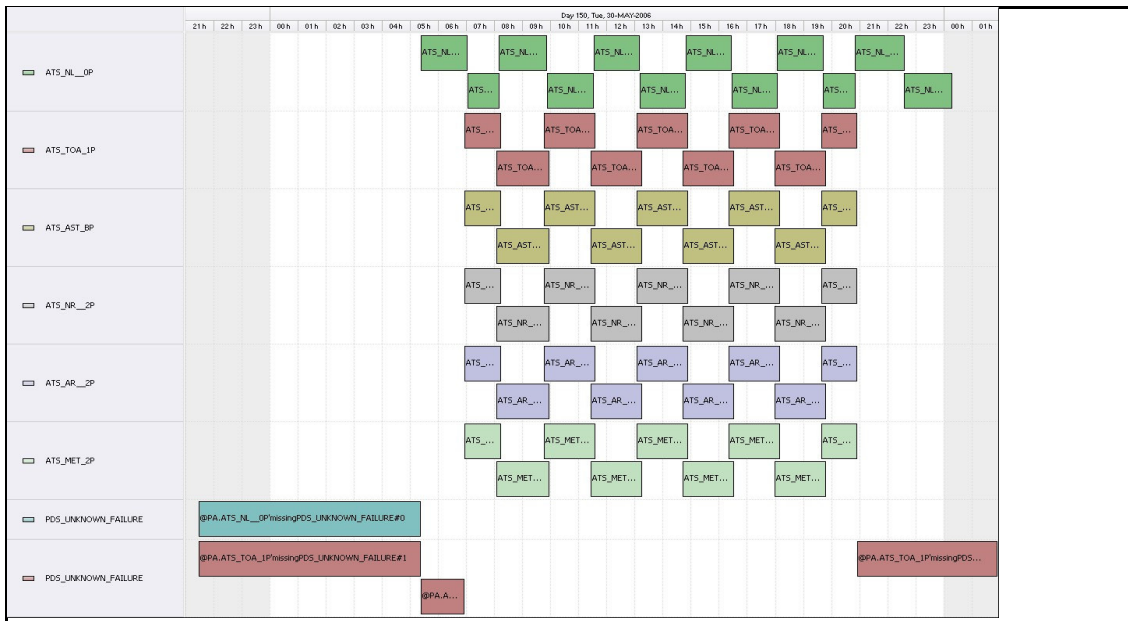 Day 150, Tue, 30-MAY-2006
21 h 22 h 23 h 00 h 01 h 02 h 03 h 04 h 05 h 06 h 07 h 08 h 09 h 10 h 11 h 12 h 13 h 14 h 15 h 16 h 17 h 18 h 19 h 20 h 21 h 22 h 23 h 00 h 01 h
ATS_NL... ATS_NL... ATS_NL... ATS_NL... ATS_NL... ATS_NL_...
ATS_NL__0P
ATS... ATS_NL... ATS_NL... ATS_NL... ATS... ATS_NL...
ATS_... ATS_TOA... ATS_TOA... ATS_TOA... ATS_...
ATS_TOA_1P
ATS_TOA... ATS_TOA... ATS_TOA... ATS_TOA...
ATS_... ATS_AST... ATS_AST... ATS_AST... ATS_...
ATS_AST_BP
ATS_AST... ATS_AST... ATS_AST... ATS_AST...
ATS_... ATS_NR_... ATS_NR_... ATS_NR_... ATS_...
ATS_NR__2P
ATS_NR_... ATS_NR_... ATS_NR_... ATS_NR_...
ATS_... ATS_AR_... ATS_AR_... ATS_AR_... ATS_...
ATS_AR__2P
ATS_AR_... ATS_AR_... ATS_AR_... ATS_AR_...
ATS_... ATS_MET... ATS_MET... ATS_MET... ATS_...
ATS_MET_2P
ATS_MET... ATS_MET... ATS_MET... ATS_MET...
PDS_UNKNOWN_FAILURE @PA.ATS_NL__0P'missingPDS_UNKNOWN_FAILURE#0
@PA.ATS_TOA_1P'missingPDS_UNKNOWN_FAILURE#1 @PA.ATS_TOA_1P'missingPDS...
PDS_UNKNOWN_FAILURE
@PA.A...